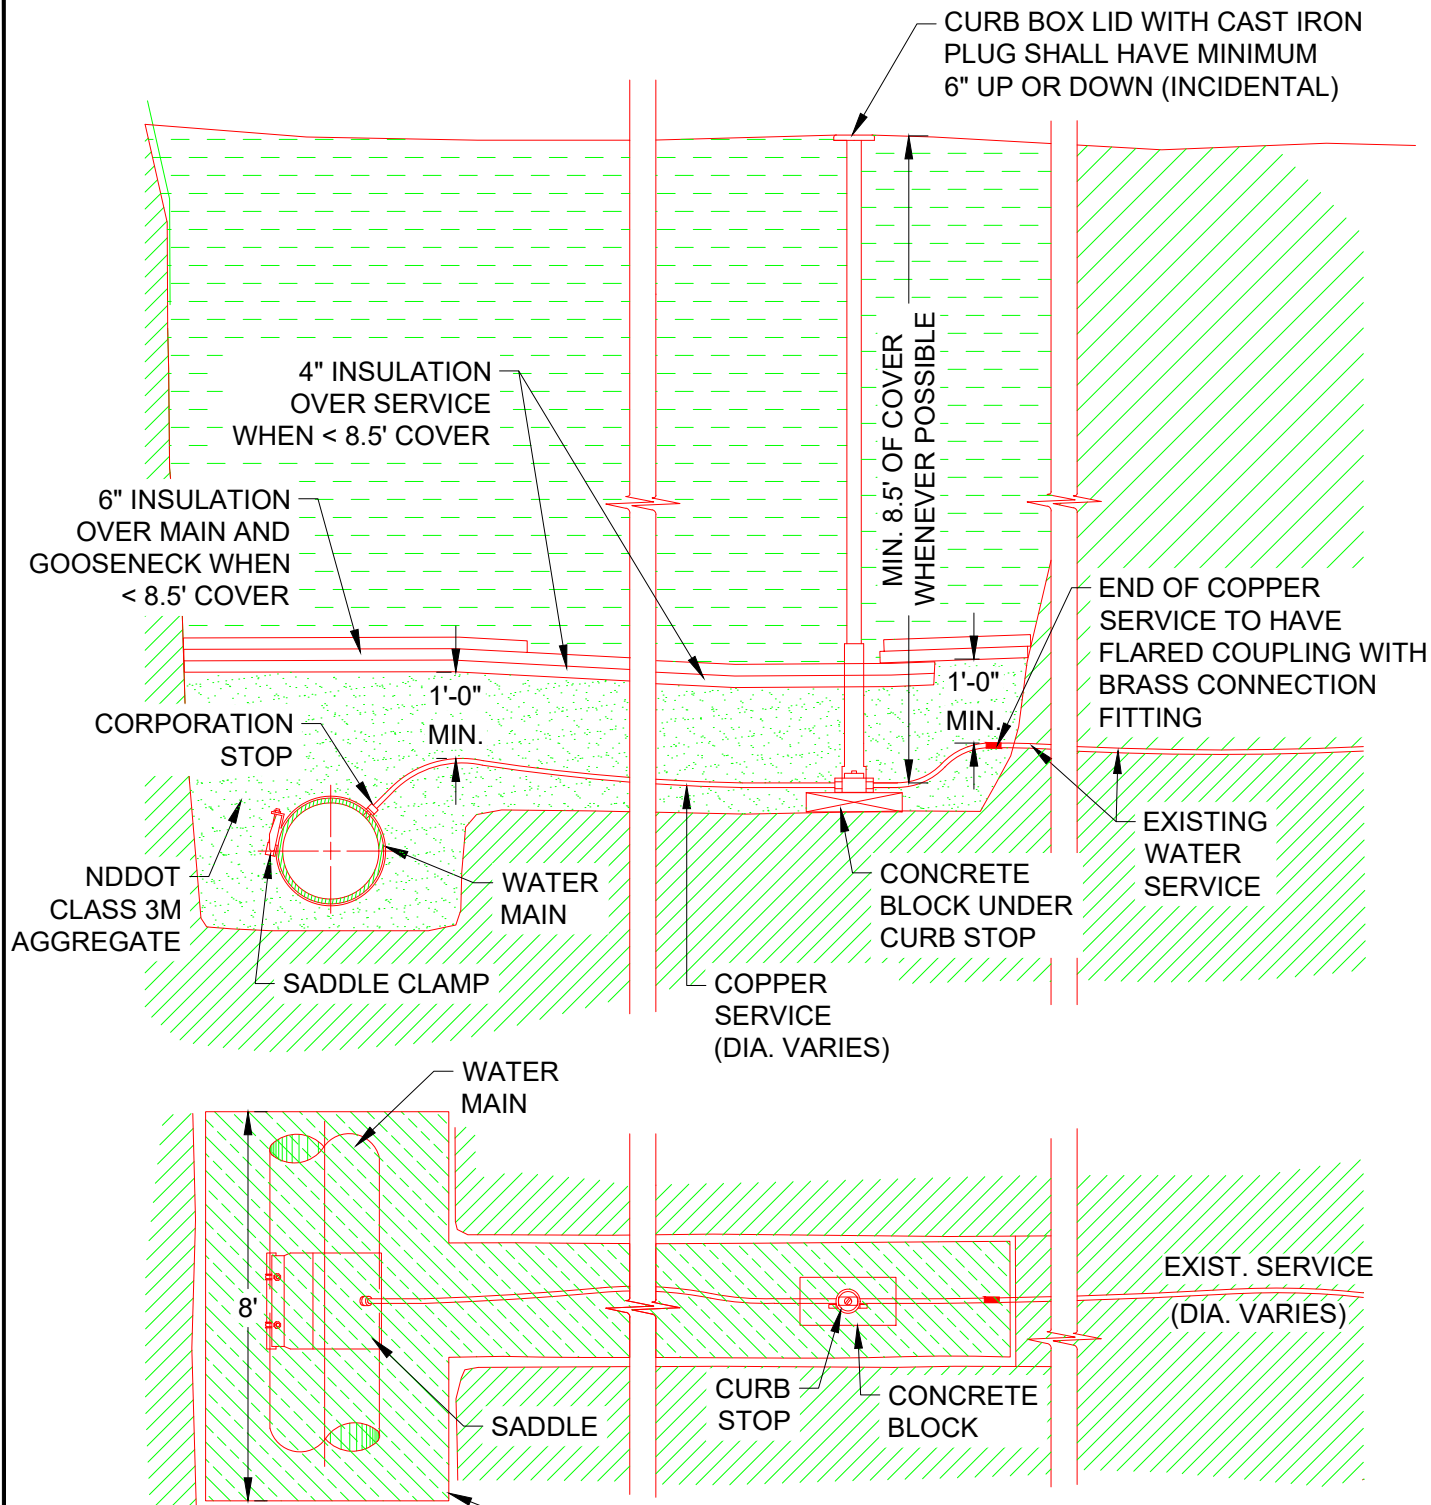 CURB BOX LID WITH CAST IRON
PLUG SHALL HAVE MINIMUM
6" UP OR DOWN (INCIDENTAL)
4" INSULATION
OVER SERVICE
WHEN < 8.5' COVER
MIN. 8.5' OF COVER
WHENEVER POSSIBLE
6" INSULATION
OVER MAIN AND
GOOSENECK WHEN
< 8.5' COVER
END OF COPPER
SERVICE TO HAVE
FLARED COUPLING WITH
BRASS CONNECTION
FITTING
1'-0"
MIN.
1'-0"
MIN.
CORPORATION
STOP
EXISTING
WATER
SERVICE
NDDOT
CLASS 3M
AGGREGATE
WATER
MAIN
CONCRETE
BLOCK UNDER
CURB STOP
SADDLE CLAMP
COPPER
SERVICE
(DIA. VARIES)
WATER
MAIN
8'
EXIST. SERVICE
(DIA. VARIES)
CURB
STOP
CONCRETE
BLOCK
SADDLE